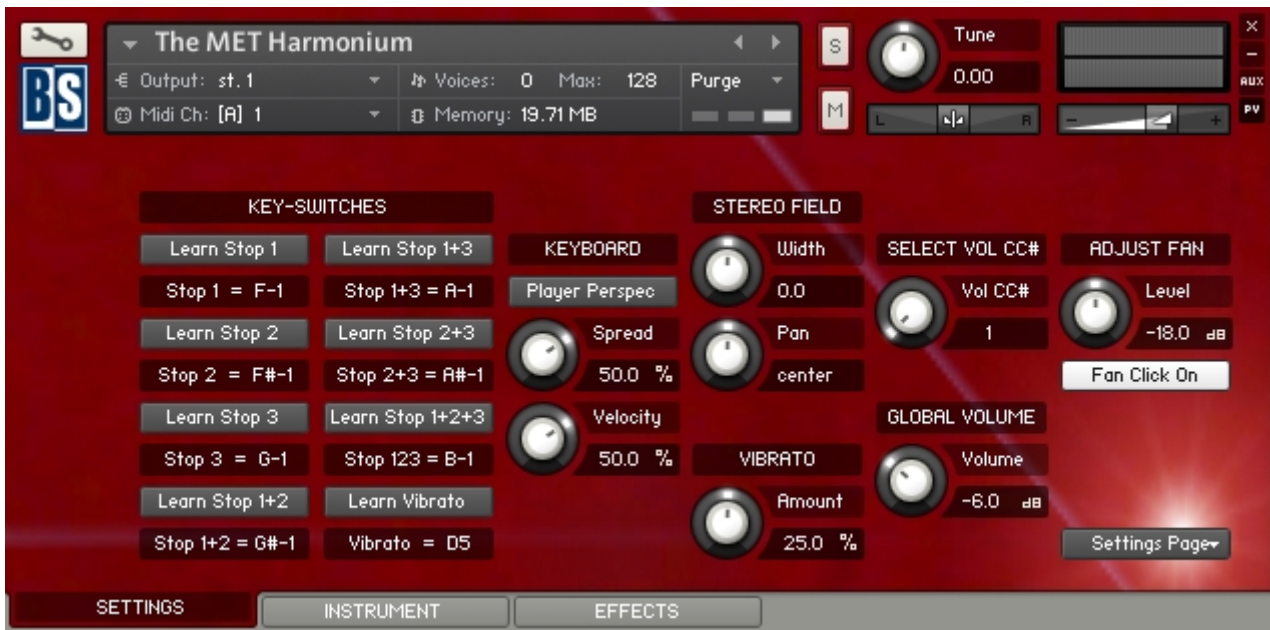 The MET Harmonium
S
Tune
×
BS
Output: st. 1
Voices: 0 Max: 128
Purge
0.00
AUX
Midi Ch: [A] 1
Memory: 19.71 MB
M
L
R
− +
PV
KEY-SWITCHES
STEREO FIELD
Learn Stop 1
Learn Stop 1+3
KEYBOARD
Width
SELECT VOL CC#
ADJUST FAN
Stop 1 = F-1
Stop 1+3 = A-1
Player Perspec
0.0
Vol CC#
Level
Learn Stop 2
Learn Stop 2+3
Spread
Pan
1
-18.0 dB
Stop 2 = F#-1
Stop 2+3 = A#-1
50.0 %
center
Fan Click On
Learn Stop 3
Learn Stop 1+2+3
Velocity
GLOBAL VOLUME
Stop 3 = G-1
Stop 123 = B-1
50.0 %
VIBRATO
Volume
Learn Stop 1+2
Learn Vibrato
Amount
-6.0 dB
Stop 1+2 = G#-1
Vibrato = D5
25.0 %
Settings Page
SETTINGS
INSTRUMENT
EFFECTS